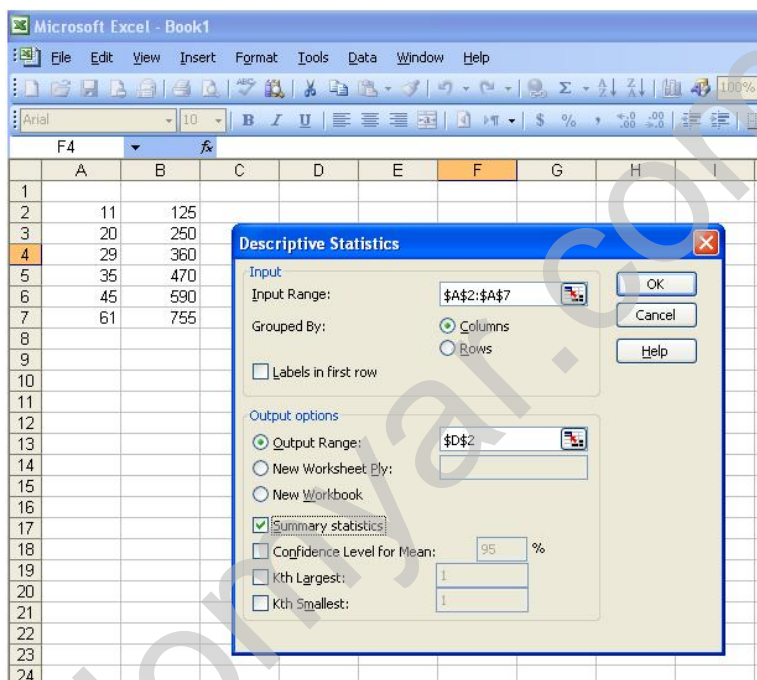 Microsoft Excel - Book1
File Edit View Insert Format Tools Data Window Help
100%
Arial 10 B I U $ %
F4 fx
A B C D E F G H I
1
2 11 125
3 20 250
4 29 360
5 35 470
6 45 590
7 61 755
8
9
10
11
12
13
14
15
16
17
18
19
20
21
22
23
24
Descriptive Statistics
Input
Input Range: $A$2:$A$7
Grouped By: Columns
Rows
Labels in first row
OK
Cancel
Help
Output options
Output Range: $D$2
New Worksheet Ply:
New Workbook
Summary statistics
Confidence Level for Mean: 95 %
Kth Largest: 1
Kth Smallest: 1